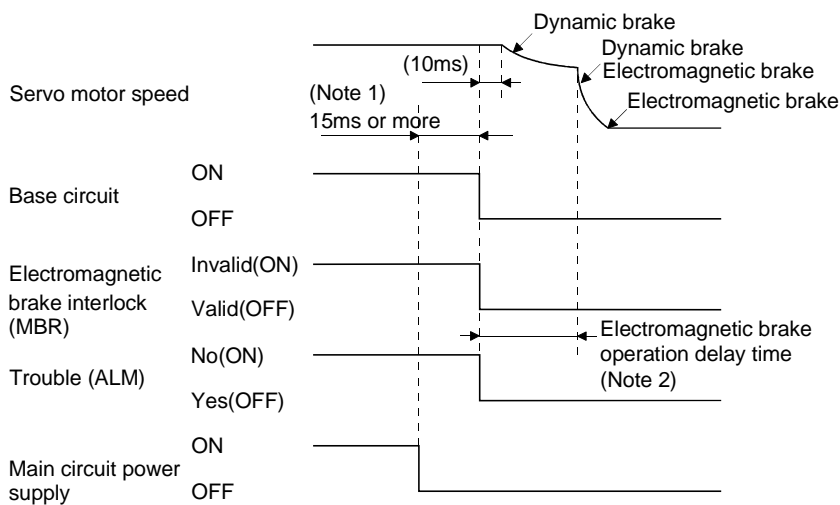 Dynamic brake
Dynamic brake
(10ms)
Electromagnetic brake
Servo motor speed
(Note 1)
Electromagnetic brake
15ms or more
ON
Base circuit
OFF
Invalid(ON)
Electromagnetic
brake interlock
(MBR)
Valid(OFF)
Electromagnetic brake
operation delay time
(Note 2)
No(ON)
Trouble (ALM)
Yes(OFF)
ON
Main circuit power
supply
OFF